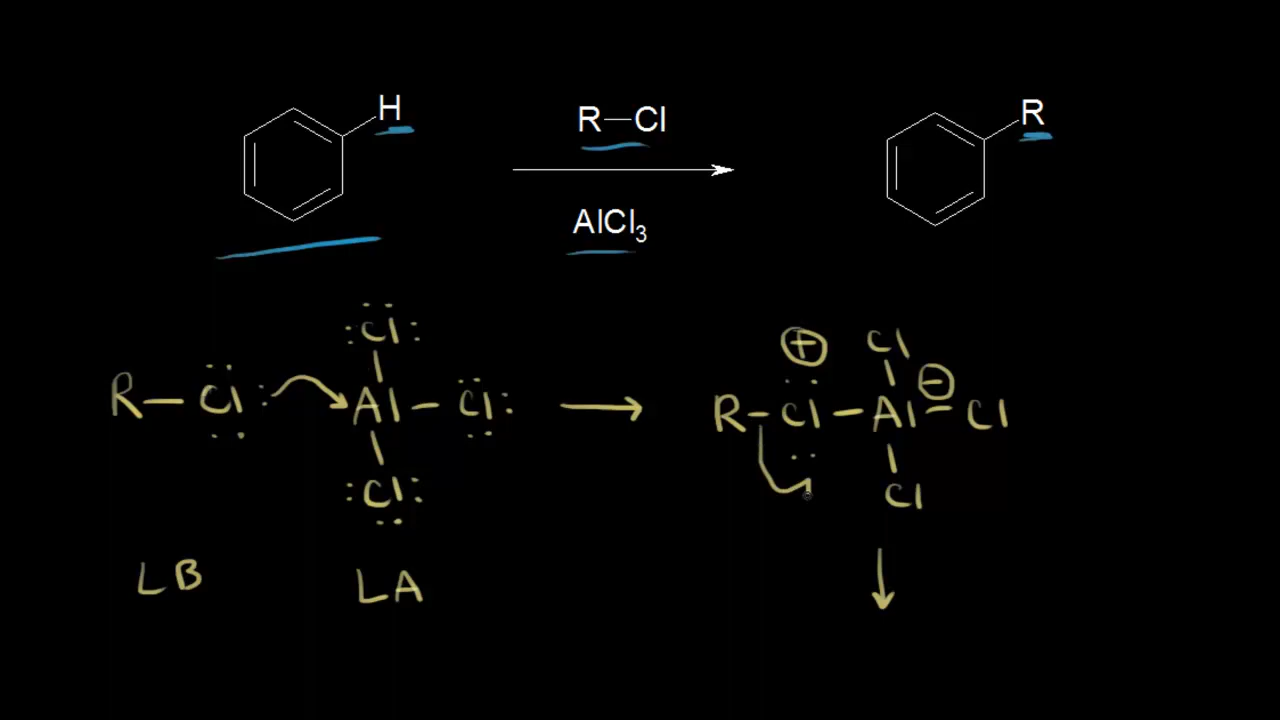 H
R—Cl
R
AlCl3
:Cl:
Cl
R—Cl: Al—Cl:
R—Cl—Al—Cl
:Cl:
Cl
LB
LA
⊕
⊖